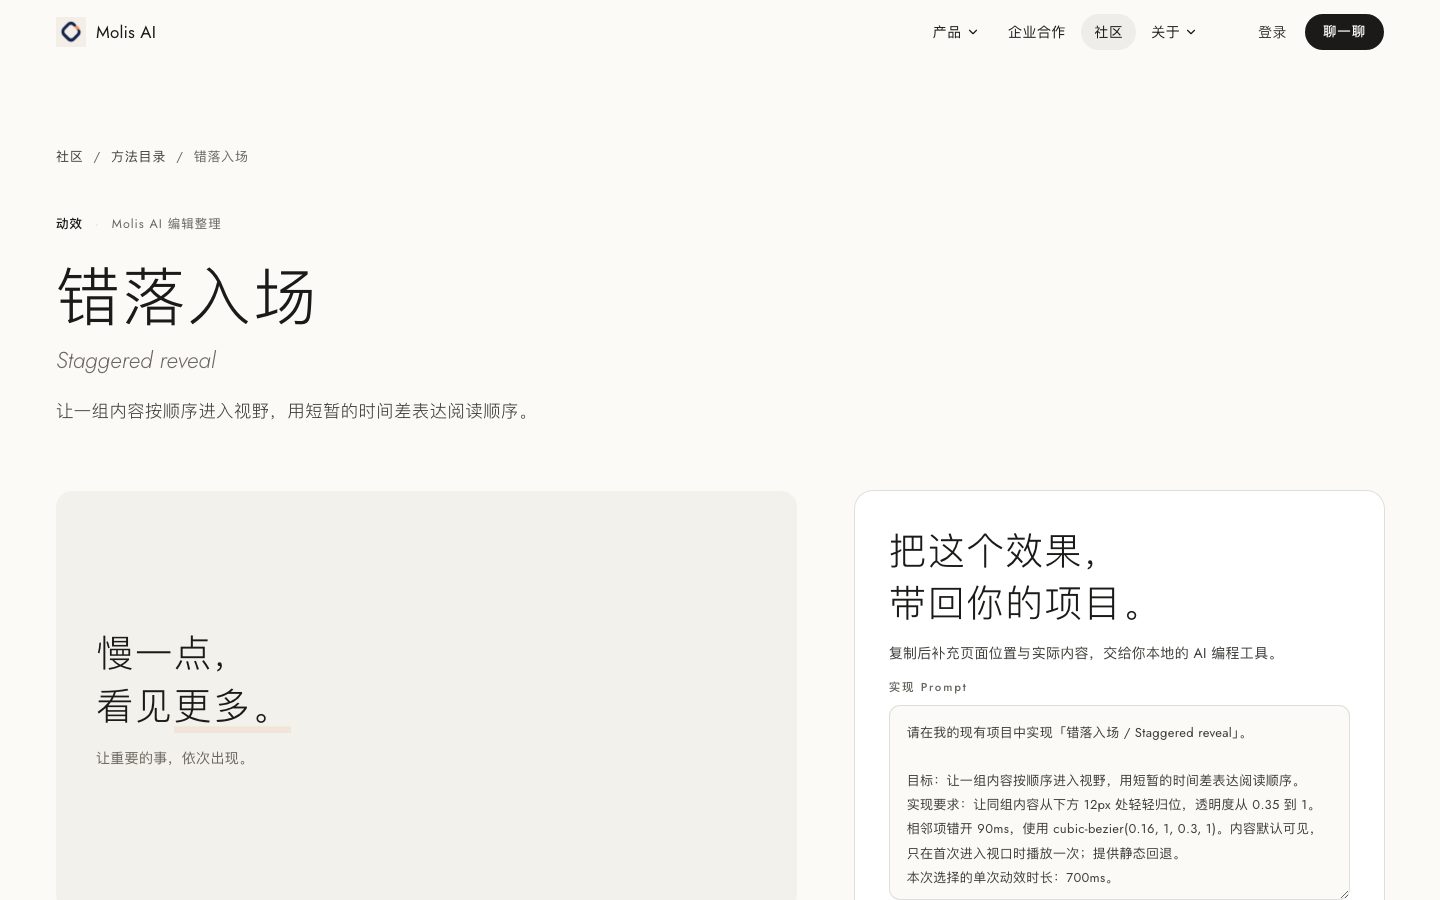 Molis AI
产品
企业合作
社区
关于
登录
聊一聊
社区 / 方法目录 / 错落入场
动效 · Molis AI 编辑整理
错落入场
Staggered reveal
让一组内容按顺序进入视野，用短暂的时间差表达阅读顺序。
慢一点，
看见更多。
让重要的事，依次出现。
把这个效果，
带回你的项目。
复制后补充页面位置与实际内容，交给你本地的 AI 编程工具。
实现 Prompt
请在我的现有项目中实现「错落入场 / Staggered reveal」。
目标：让一组内容按顺序进入视野，用短暂的时间差表达阅读顺序。
实现要求：让同组内容从下方 12px 处轻轻归位，透明度从 0.35 到 1。
相邻项错开 90ms，使用 cubic-bezier(0.16, 1, 0.3, 1)。内容默认可见，
只在首次进入视口时播放一次；提供静态回退。
本次选择的单次动效时长：700ms。